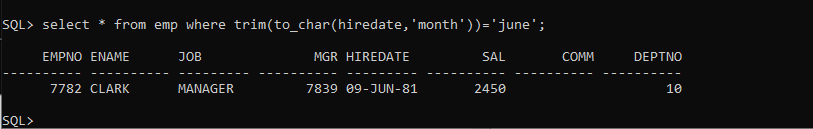 SQL> select * from emp where trim(to_char(hiredate,'month'))='june';
     EMPNO ENAME      JOB              MGR HIREDATE         SAL       COMM     DEPTNO
---------- ---------- --------- ---------- --------- ---------- ---------- ----------
      7782 CLARK      MANAGER         7839 09-JUN-81       2450                    10
SQL>